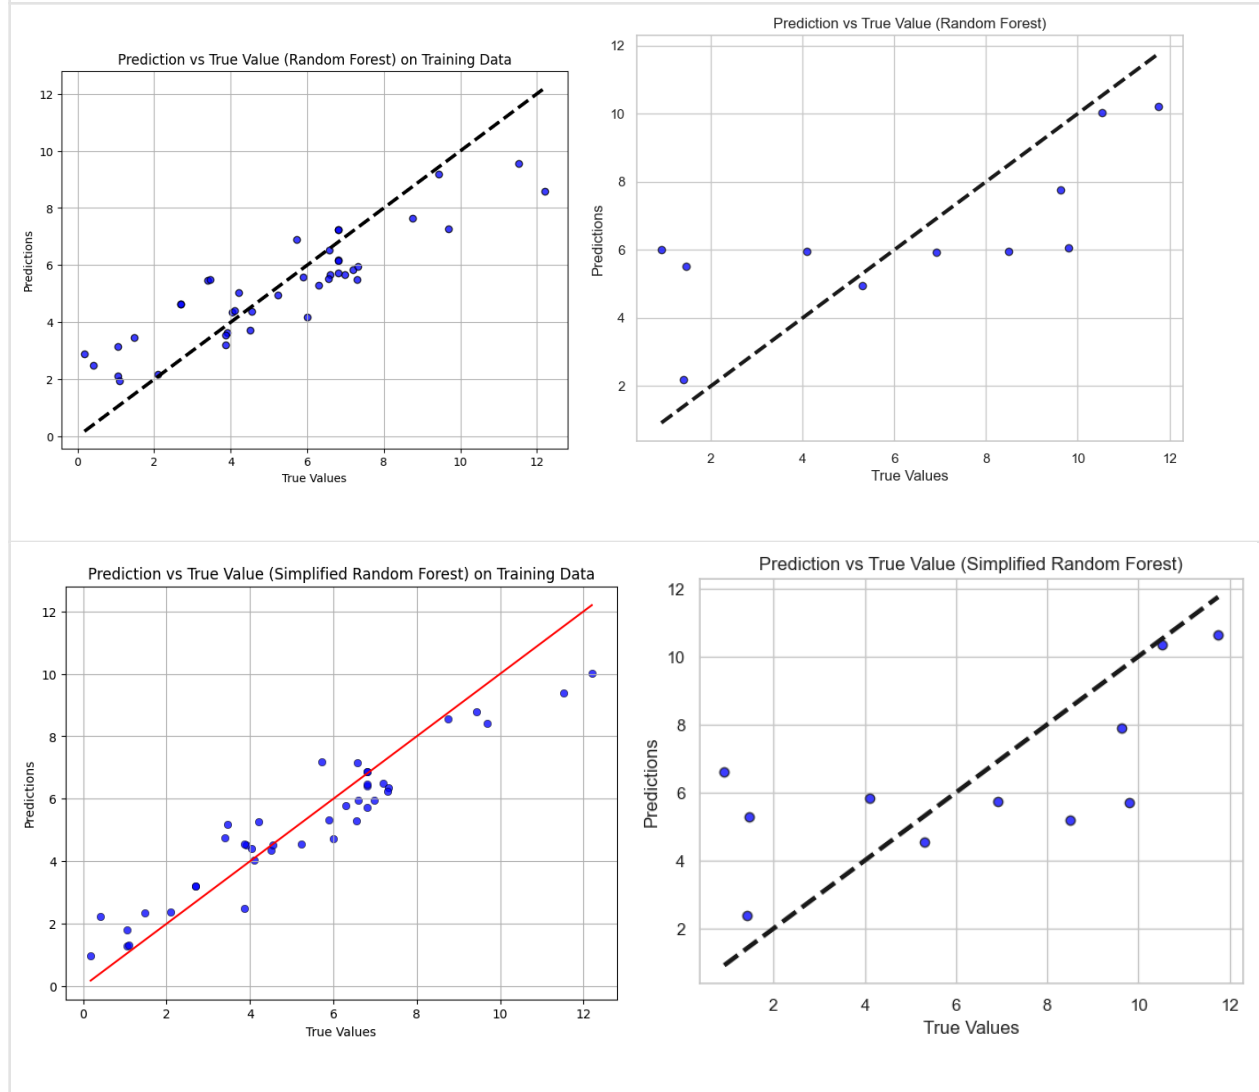 Prediction vs True Value (Random Forest) on Training Data
12
10
8
6
4
2
0
Predictions
0 2 4 6 8 10 12
True Values
Prediction vs True Value (Random Forest)
12
10
8
6
4
2
Predictions
2 4 6 8 10 12
True Values
Prediction vs True Value (Simplified Random Forest) on Training Data
12
10
8
6
4
2
0
Predictions
0 2 4 6 8 10 12
True Values
Prediction vs True Value (Simplified Random Forest)
12
10
8
6
4
2
Predictions
2 4 6 8 10 12
True Values